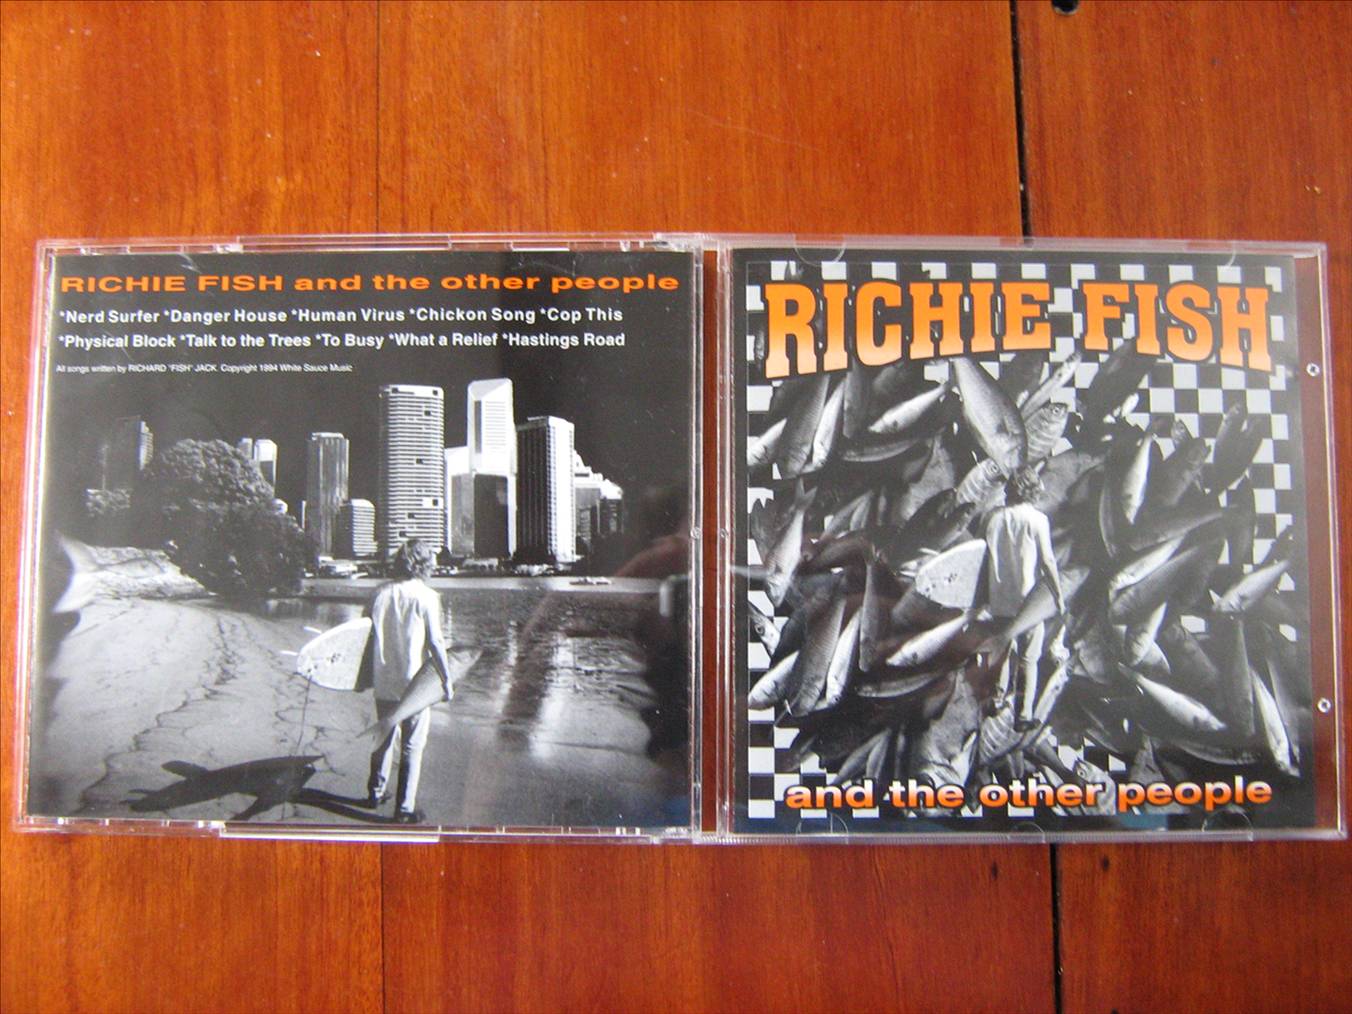 RICHIE FISH and the other people
*Nerd Surfer *Danger House *Human Virus *Chickon Song *Cop This
*Physical Block *Talk to the Trees *To Busy *What a Relief *Hastings Road
All songs written by RICHARD "FISH" JACK. Copyright 1994 White Sauce Music
RICHIE FISH
and the other people